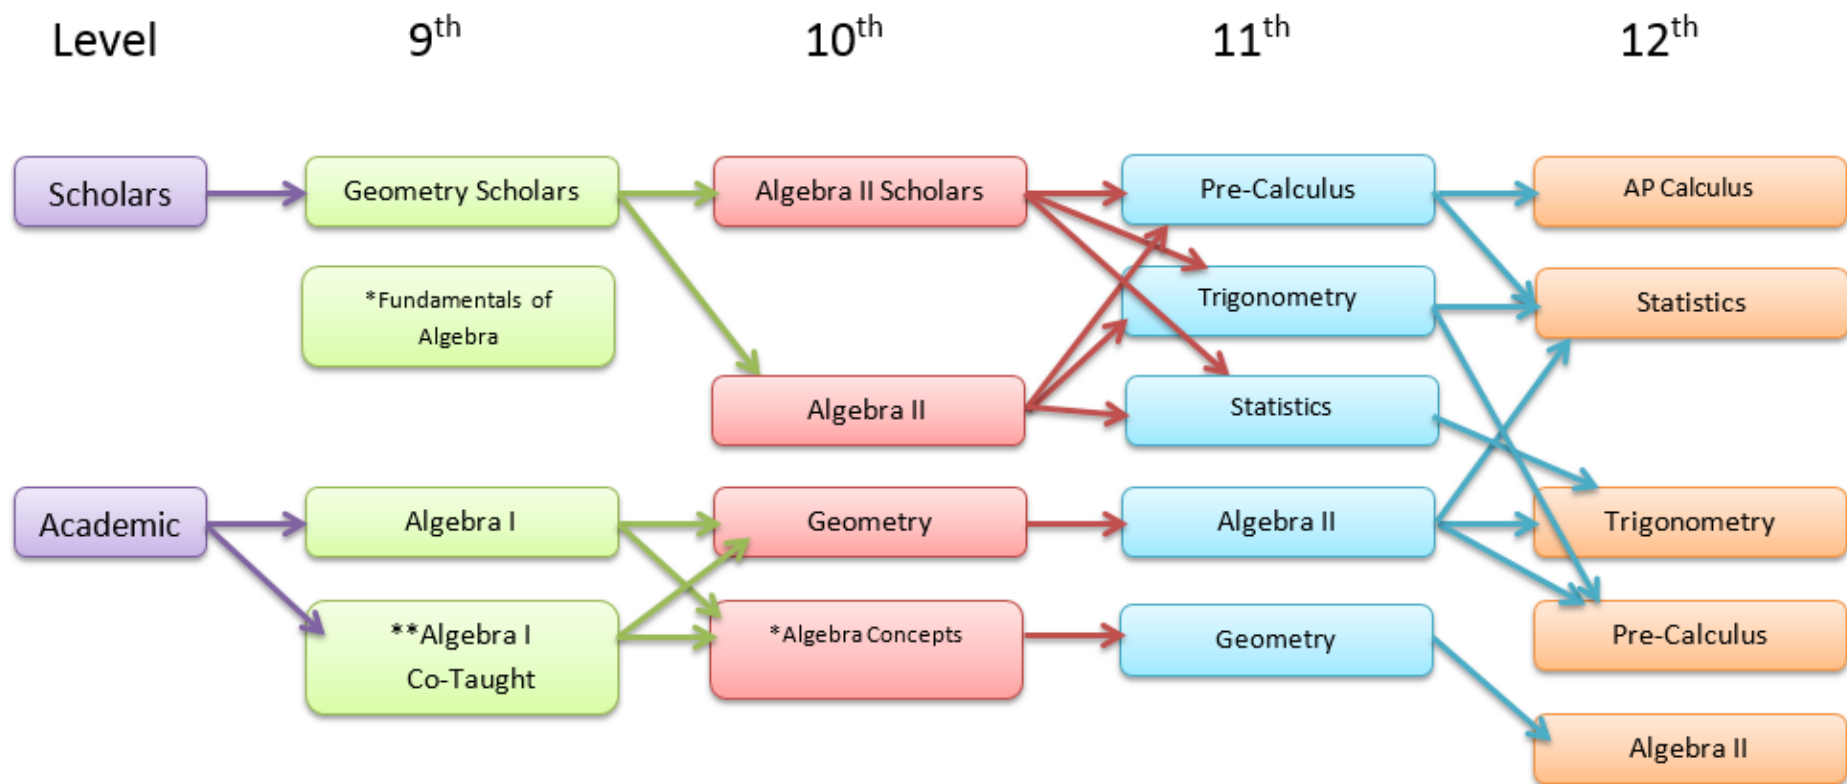 Level 9th 10th 11th 12th
Scholars
Geometry Scholars
Algebra II Scholars
Pre-Calculus
AP Calculus
*Fundamentals of
Algebra
Trigonometry
Statistics
Algebra II
Statistics
Academic
Algebra I
Geometry
Algebra II
Trigonometry
**Algebra I
Co-Taught
*Algebra Concepts
Geometry
Pre-Calculus
Algebra II